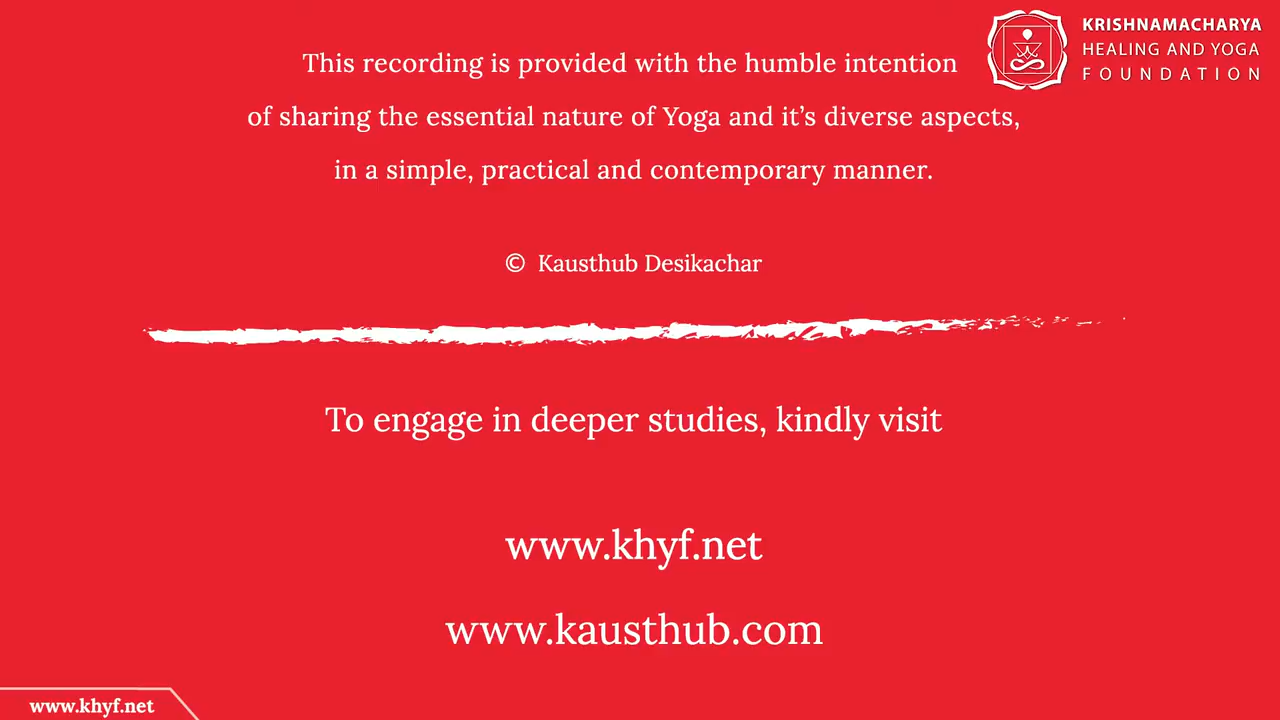 This recording is provided with the humble intention
of sharing the essential nature of Yoga and it's diverse aspects,
in a simple, practical and contemporary manner.
KRISHNAMACHARYA
HEALING AND YOGA
FOUNDATION
© Kausthub Desikachar
To engage in deeper studies, kindly visit
www.khyf.net
www.kausthub.com
www.khyf.net